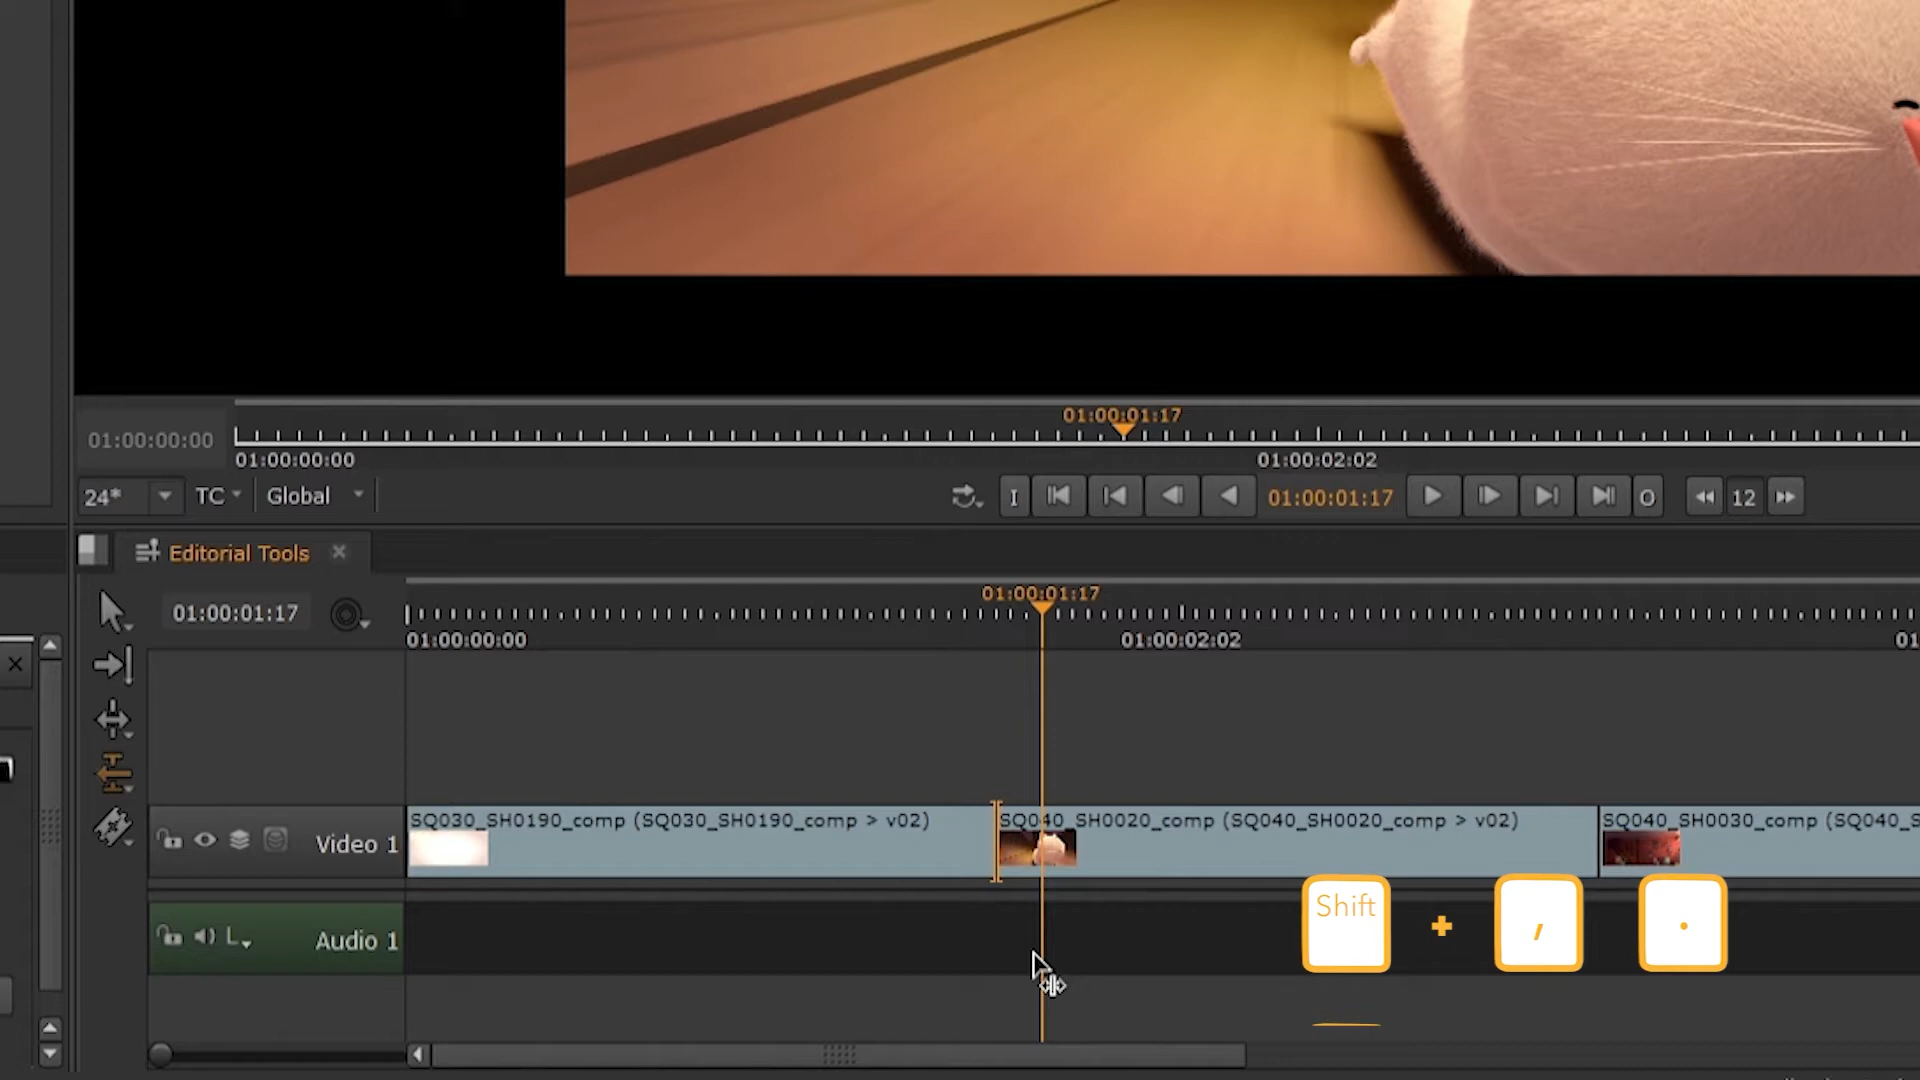 01:00:01:17
01:00:00:00
01:00:00:00
01:00:02:02
24*
TC
Global
I
01:00:01:17
O
12
Editorial Tools
01:00:01:17
01:00:01:17
01:00:00:00
01:00:02:02
01
Video 1
SQ030_SH0190_comp (SQ030_SH0190_comp > v02)
SQ040_SH0020_comp (SQ040_SH0020_comp > v02)
SQ040_SH0030_comp (SQ040_S
Shift
+
,
.
L
Audio 1